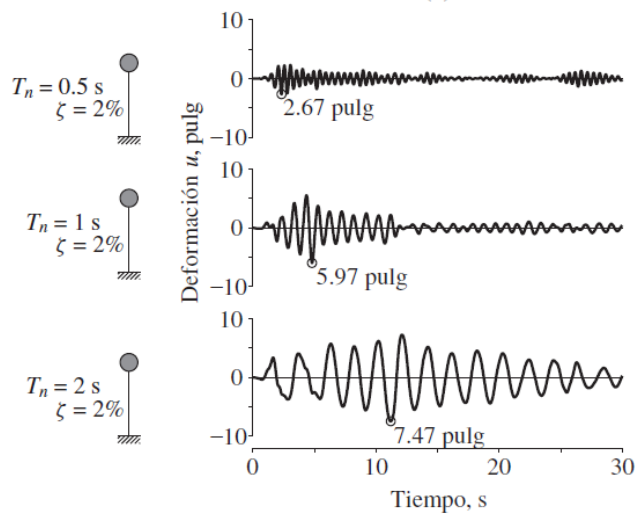 10
0
−10
T_n = 0.5 s
ζ = 2%
2.67 pulg
Deformación u, pulg
10
0
−10
T_n = 1 s
ζ = 2%
5.97 pulg
10
0
−10
T_n = 2 s
ζ = 2%
7.47 pulg
0 10 20 30
Tiempo, s